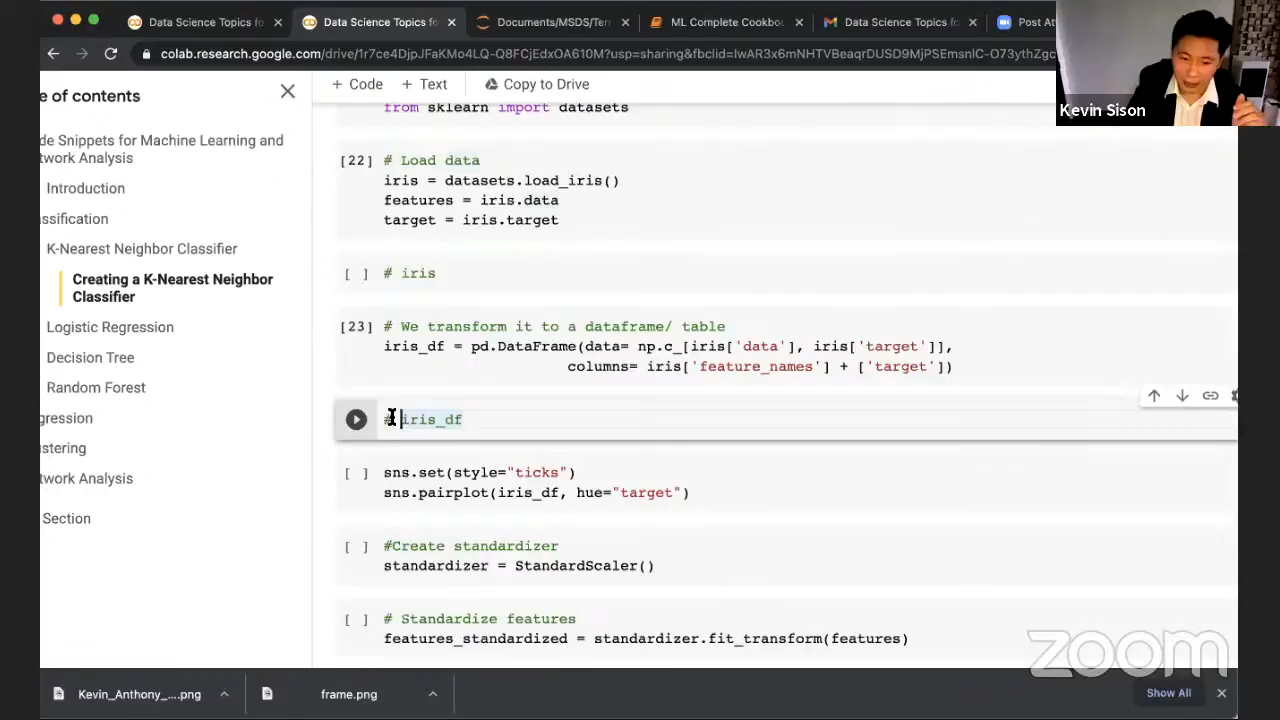 Data Science Topics fo
Data Science Topics for
Documents/MSDS/Ter
ML Complete Cookbo
Data Science Topics fo
Post Att
colab.research.google.com/drive/1r7ce4DjpJFaKMo4LQ-Q8FCjEdxOA610M?usp=sharing&fbclid=IwAR3x6mNHTVBeaqrDUSD9MjPSEmsnlC-O73ythZgc
Kevin Sison
e of contents
+ Code + Text Copy to Drive
de Snippets for Machine Learning and
twork Analysis
Introduction
ssification
K-Nearest Neighbor Classifier
Creating a K-Nearest Neighbor
Classifier
Logistic Regression
Decision Tree
Random Forest
gression
stering
twork Analysis
Section
from sklearn import datasets
[22] # Load data
iris = datasets.load_iris()
features = iris.data
target = iris.target
[ ] # iris
[23] # We transform it to a dataframe/ table
iris_df = pd.DataFrame(data= np.c_[iris['data'], iris['target']],
columns= iris['feature_names'] + ['target'])
# iris_df
[ ] sns.set(style="ticks")
sns.pairplot(iris_df, hue="target")
[ ] #Create standardizer
standardizer = StandardScaler()
[ ] # Standardize features
features_standardized = standardizer.fit_transform(features)
zoom
Kevin_Anthony_....png
frame.png
Show All